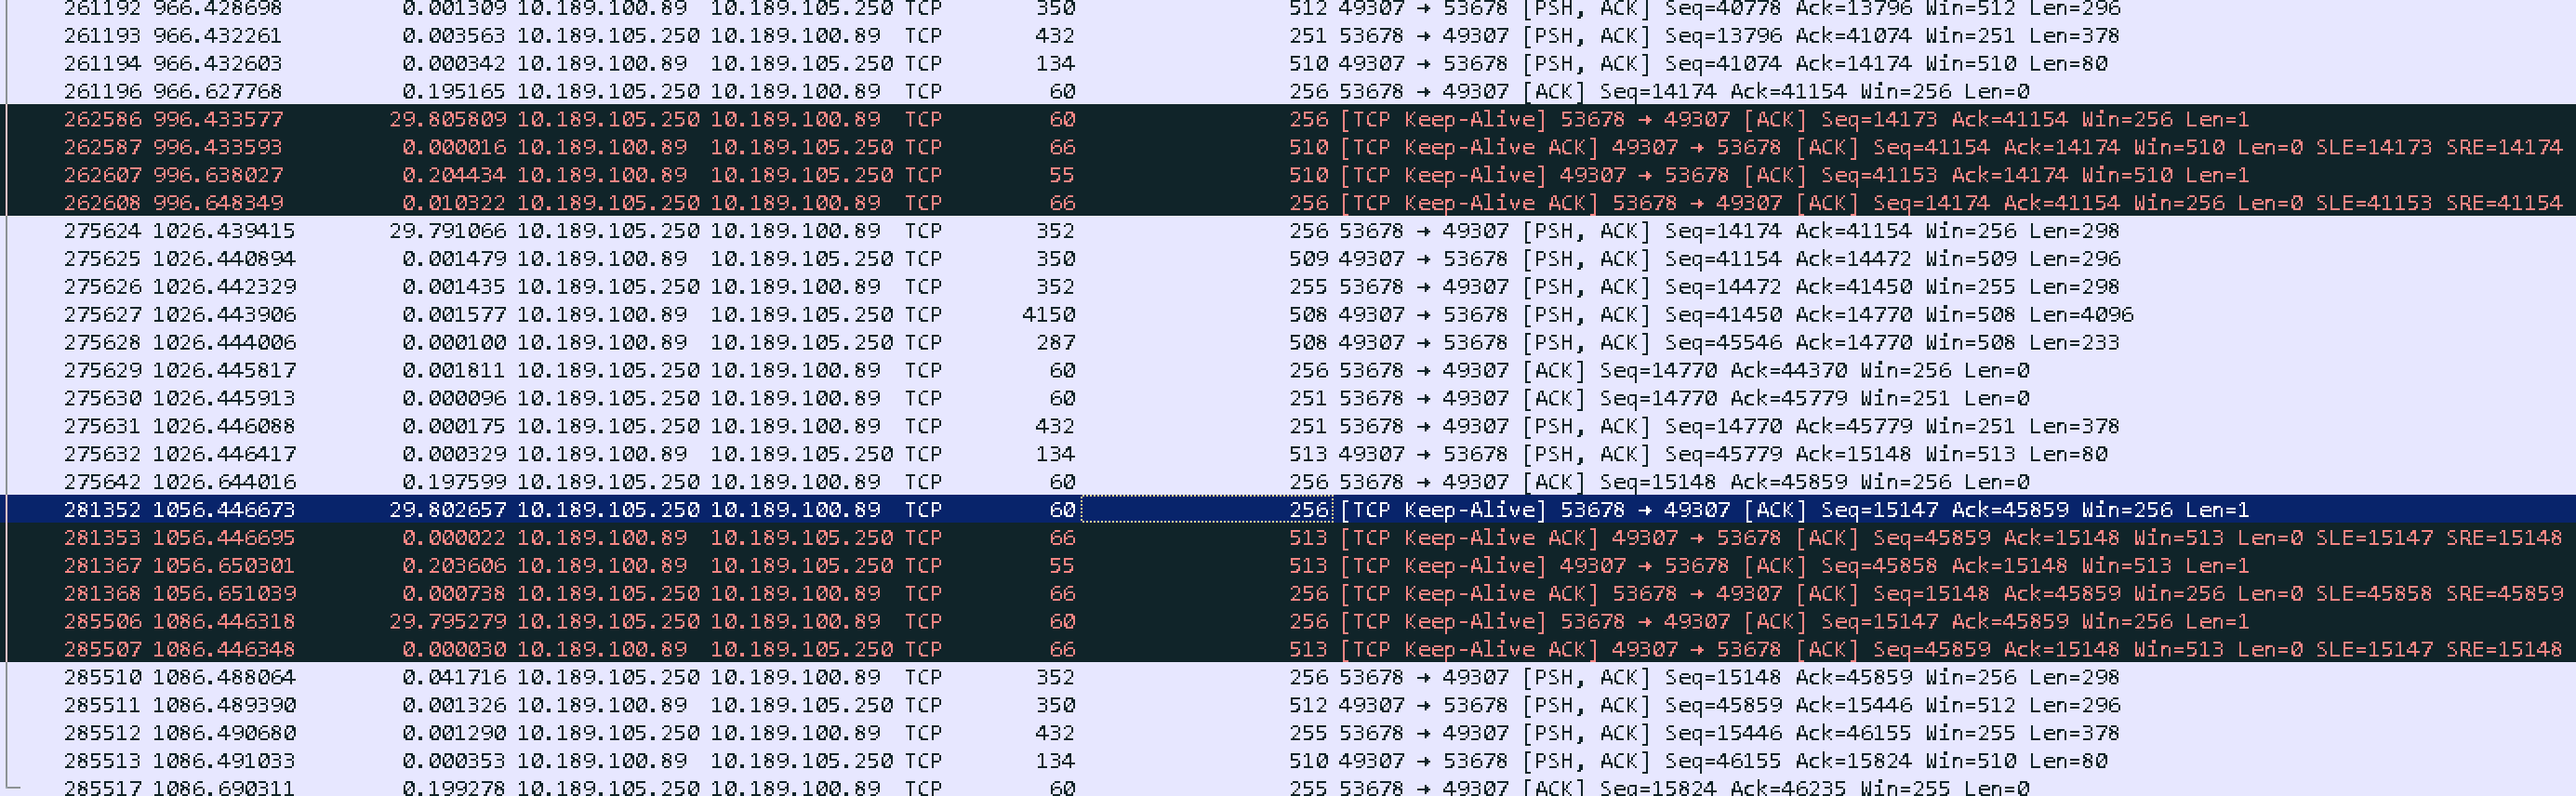 261192 966.428698 0.001309 10.189.100.89 10.189.105.250 TCP 350 512 49307 → 53678 [PSH, ACK] Seq=40778 Ack=13796 Win=512 Len=296
261193 966.432261 0.003563 10.189.105.250 10.189.100.89 TCP 432 251 53678 → 49307 [PSH, ACK] Seq=13796 Ack=41074 Win=251 Len=378
261194 966.432603 0.000342 10.189.100.89 10.189.105.250 TCP 134 510 49307 → 53678 [PSH, ACK] Seq=41074 Ack=14174 Win=510 Len=80
261196 966.627768 0.195165 10.189.105.250 10.189.100.89 TCP 60 256 53678 → 49307 [ACK] Seq=14174 Ack=41154 Win=256 Len=0
262586 996.433577 29.805809 10.189.105.250 10.189.100.89 TCP 60 256 [TCP Keep-Alive] 53678 → 49307 [ACK] Seq=14173 Ack=41154 Win=256 Len=1
262587 996.433593 0.000016 10.189.100.89 10.189.105.250 TCP 66 510 [TCP Keep-Alive ACK] 49307 → 53678 [ACK] Seq=41154 Ack=14174 Win=510 Len=0 SLE=14173 SRE=14174
262607 996.638027 0.204434 10.189.100.89 10.189.105.250 TCP 55 510 [TCP Keep-Alive] 49307 → 53678 [ACK] Seq=41153 Ack=14174 Win=510 Len=1
262608 996.648349 0.010322 10.189.105.250 10.189.100.89 TCP 66 256 [TCP Keep-Alive ACK] 53678 → 49307 [ACK] Seq=14174 Ack=41154 Win=256 Len=0 SLE=41153 SRE=41154
275624 1026.439415 29.791066 10.189.105.250 10.189.100.89 TCP 352 256 53678 → 49307 [PSH, ACK] Seq=14174 Ack=41154 Win=256 Len=298
275625 1026.440894 0.001479 10.189.100.89 10.189.105.250 TCP 350 509 49307 → 53678 [PSH, ACK] Seq=41154 Ack=14472 Win=509 Len=296
275626 1026.442329 0.001435 10.189.105.250 10.189.100.89 TCP 352 255 53678 → 49307 [PSH, ACK] Seq=14472 Ack=41450 Win=255 Len=298
275627 1026.443906 0.001577 10.189.100.89 10.189.105.250 TCP 4150 508 49307 → 53678 [PSH, ACK] Seq=41450 Ack=14770 Win=508 Len=4096
275628 1026.444006 0.000100 10.189.100.89 10.189.105.250 TCP 287 508 49307 → 53678 [PSH, ACK] Seq=45546 Ack=14770 Win=508 Len=233
275629 1026.445817 0.001811 10.189.105.250 10.189.100.89 TCP 60 256 53678 → 49307 [ACK] Seq=14770 Ack=44370 Win=256 Len=0
275630 1026.445913 0.000096 10.189.105.250 10.189.100.89 TCP 60 251 53678 → 49307 [ACK] Seq=14770 Ack=45779 Win=251 Len=0
275631 1026.446088 0.000175 10.189.105.250 10.189.100.89 TCP 432 251 53678 → 49307 [PSH, ACK] Seq=14770 Ack=45779 Win=251 Len=378
275632 1026.446417 0.000329 10.189.100.89 10.189.105.250 TCP 134 513 49307 → 53678 [PSH, ACK] Seq=45779 Ack=15148 Win=513 Len=80
275642 1026.644016 0.197599 10.189.105.250 10.189.100.89 TCP 60 256 53678 → 49307 [ACK] Seq=15148 Ack=45859 Win=256 Len=0
281352 1056.446673 29.802657 10.189.105.250 10.189.100.89 TCP 60 256 [TCP Keep-Alive] 53678 → 49307 [ACK] Seq=15147 Ack=45859 Win=256 Len=1
281353 1056.446695 0.000022 10.189.100.89 10.189.105.250 TCP 66 513 [TCP Keep-Alive ACK] 49307 → 53678 [ACK] Seq=45859 Ack=15148 Win=513 Len=0 SLE=15147 SRE=15148
281367 1056.650301 0.203606 10.189.100.89 10.189.105.250 TCP 55 513 [TCP Keep-Alive] 49307 → 53678 [ACK] Seq=45858 Ack=15148 Win=513 Len=1
281368 1056.651039 0.000738 10.189.105.250 10.189.100.89 TCP 66 256 [TCP Keep-Alive ACK] 53678 → 49307 [ACK] Seq=15148 Ack=45859 Win=256 Len=0 SLE=45858 SRE=45859
285506 1086.446318 29.795279 10.189.105.250 10.189.100.89 TCP 60 256 [TCP Keep-Alive] 53678 → 49307 [ACK] Seq=15147 Ack=45859 Win=256 Len=1
285507 1086.446348 0.000030 10.189.100.89 10.189.105.250 TCP 66 513 [TCP Keep-Alive ACK] 49307 → 53678 [ACK] Seq=45859 Ack=15148 Win=513 Len=0 SLE=15147 SRE=15148
285510 1086.488064 0.041716 10.189.105.250 10.189.100.89 TCP 352 256 53678 → 49307 [PSH, ACK] Seq=15148 Ack=45859 Win=256 Len=298
285511 1086.489390 0.001326 10.189.100.89 10.189.105.250 TCP 350 512 49307 → 53678 [PSH, ACK] Seq=45859 Ack=15446 Win=512 Len=296
285512 1086.490680 0.001290 10.189.105.250 10.189.100.89 TCP 432 255 53678 → 49307 [PSH, ACK] Seq=15446 Ack=46155 Win=255 Len=378
285513 1086.491033 0.000353 10.189.100.89 10.189.105.250 TCP 134 510 49307 → 53678 [PSH, ACK] Seq=46155 Ack=15824 Win=510 Len=80
285517 1086.690311 0.199278 10.189.105.250 10.189.100.89 TCP 60 255 53678 → 49307 [ACK] Seq=15824 Ack=46235 Win=255 Len=0